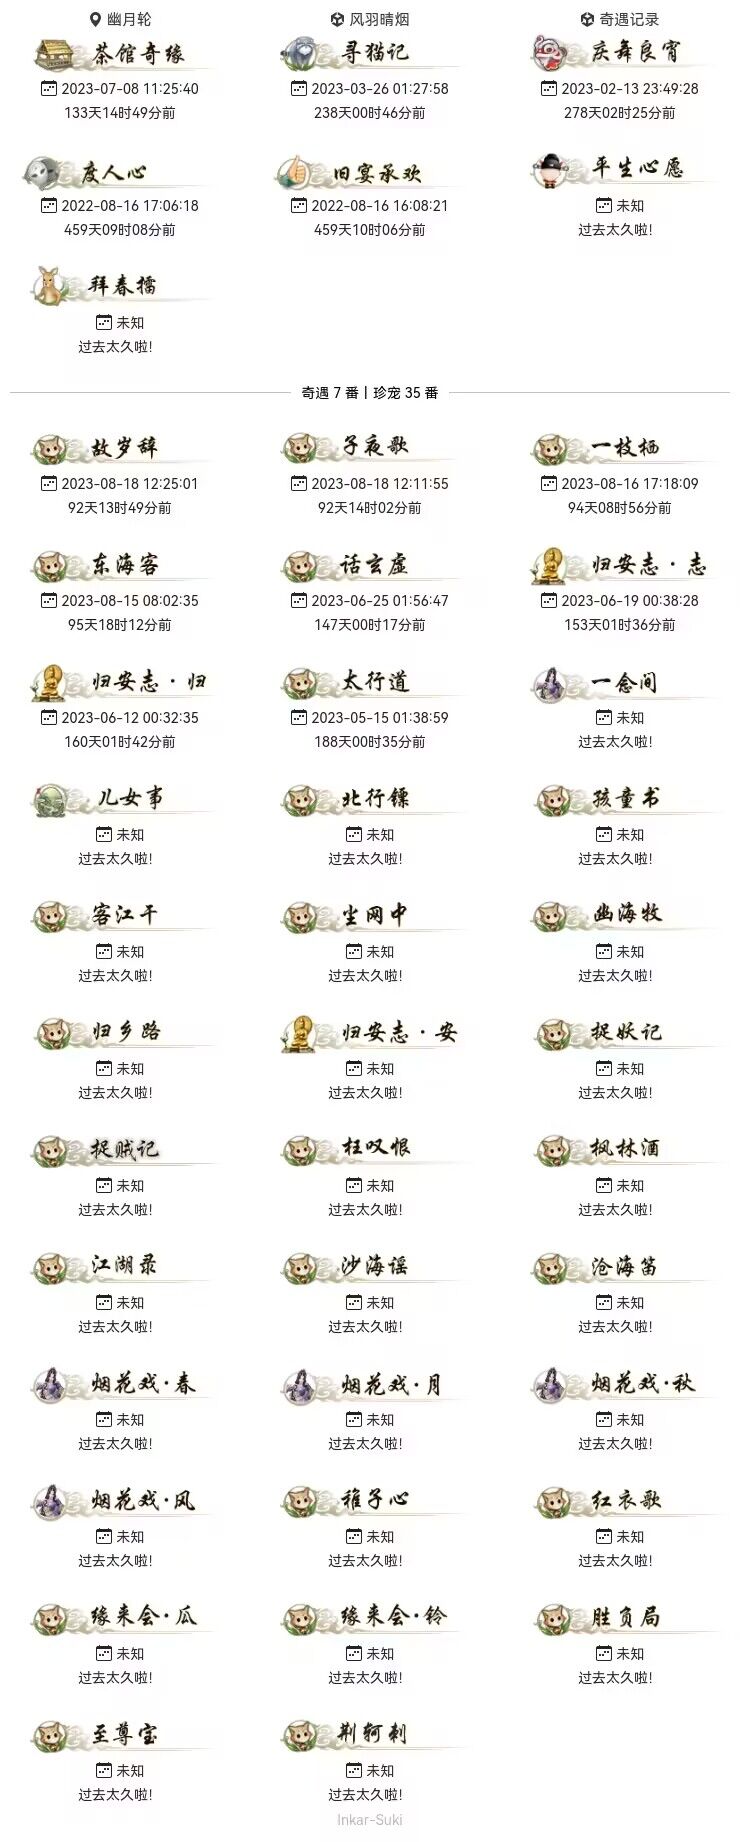 幽月轮 风羽晴烟 奇遇记录
茶馆奇缘 寻猫记 庆舞良宵
2023-07-08 11:25:40 2023-03-26 01:27:58 2023-02-13 23:49:28
133天14时49分前 238天00时46分前 278天02时25分前
度人心 旧宴承欢 平生心愿
2022-08-16 17:06:18 2022-08-16 16:08:21 未知
459天09时08分前 459天10时06分前 过去太久啦!
拜春擂
未知
过去太久啦!
奇遇 7 番 | 珍宠 35 番
故岁辞 子夜歌 一枝栖
2023-08-18 12:25:01 2023-08-18 12:11:55 2023-08-16 17:18:09
92天13时49分前 92天14时02分前 94天08时56分前
东海客 话玄虚 归安志·志
2023-08-15 08:02:35 2023-06-25 01:56:47 2023-06-19 00:38:28
95天18时12分前 147天00时17分前 153天01时36分前
归安志·归 太行道 一念间
2023-06-12 00:32:35 2023-05-15 01:38:59 未知
160天01时42分前 188天00时35分前 过去太久啦!
儿女事 北行镖 孩童书
未知 未知 未知
过去太久啦! 过去太久啦! 过去太久啦!
客江干 尘网中 幽海牧
未知 未知 未知
过去太久啦! 过去太久啦! 过去太久啦!
归乡路 归安志·安 捉妖记
未知 未知 未知
过去太久啦! 过去太久啦! 过去太久啦!
捉贼记 枉叹恨 枫林酒
未知 未知 未知
过去太久啦! 过去太久啦! 过去太久啦!
江湖录 沙海谣 沧海笛
未知 未知 未知
过去太久啦! 过去太久啦! 过去太久啦!
烟花戏·春 烟花戏·月 烟花戏·秋
未知 未知 未知
过去太久啦! 过去太久啦! 过去太久啦!
烟花戏·风 稚子心 红衣歌
未知 未知 未知
过去太久啦! 过去太久啦! 过去太久啦!
缘来会·瓜 缘来会·铃 胜负局
未知 未知 未知
过去太久啦! 过去太久啦! 过去太久啦!
至尊宝 荆轲刺
未知 未知
过去太久啦! 过去太久啦!
Inkar-Suki